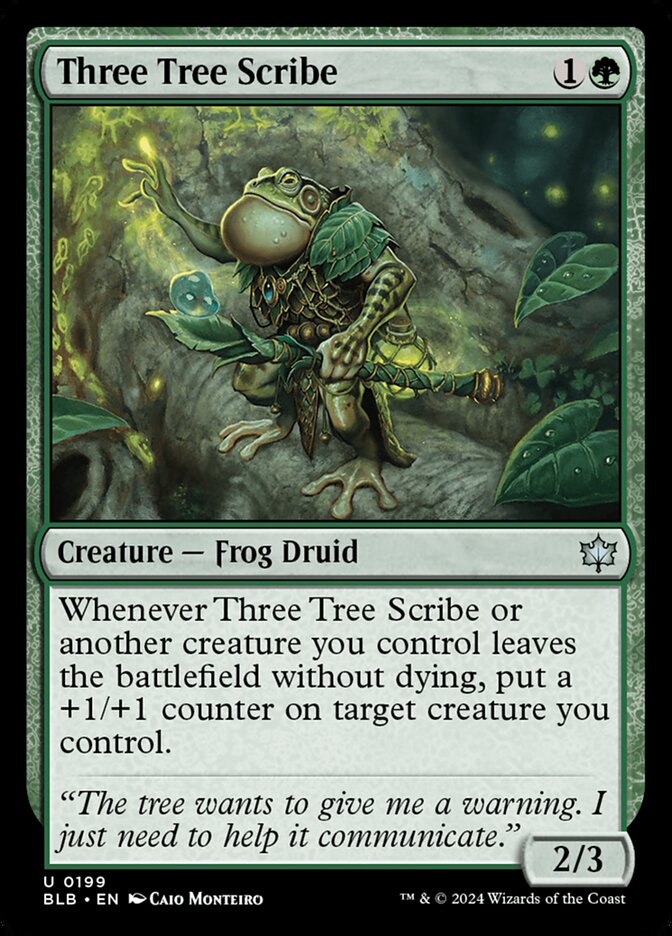 Three Tree Scribe 1
Creature — Frog Druid
Whenever Three Tree Scribe or
another creature you control leaves
the battlefield without dying, put a
+1/+1 counter on target creature you
control.
“The tree wants to give me a warning. I
just need to help it communicate.”
2/3
U 0199
BLB • EN Caio Monteiro
™ & © 2024 Wizards of the Coast